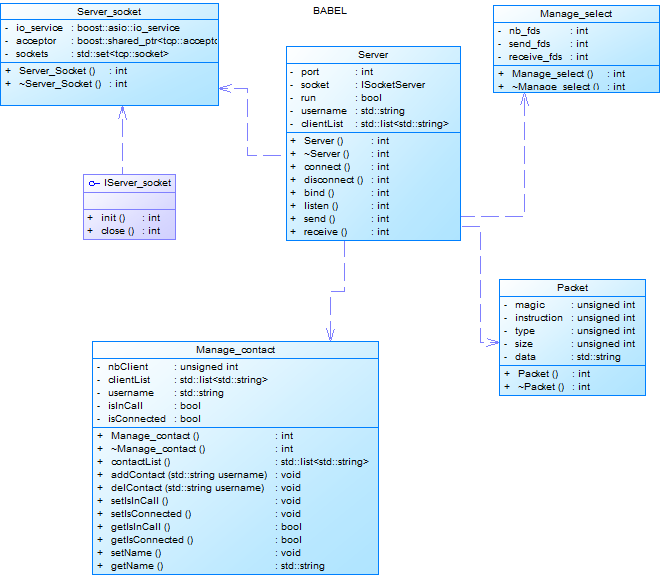 BABEL
Server_socket
- io_service : boost::asio::io_service
- acceptor : boost::shared_ptr<tcp::accepto
- sockets : std::set<tcp::socket>
+ Server_Socket () : int
+ ~Server_Socket () : int
Manage_select
- nb_fds : int
- send_fds : int
- receive_fds : int
+ Manage_select () : int
+ ~Manage_select () : int
Server
- port : int
- socket : ISocketServer
- run : bool
- username : std::string
- clientList : std::list<std::string>
+ Server () : int
+ ~Server () : int
+ connect () : int
+ disconnect () : int
+ bind () : int
+ listen () : int
+ send () : int
+ receive () : int
IServer_socket
+ init () : int
+ close () : int
Packet
- magic : unsigned int
- instruction : unsigned int
- type : unsigned int
- size : unsigned int
- data : std::string
+ Packet () : int
+ ~Packet () : int
Manage_contact
- nbClient : unsigned int
- clientList : std::list<std::string>
- username : std::string
- isInCall : bool
- isConnected : bool
+ Manage_contact () : int
+ ~Manage_contact () : int
+ contactList () : std::list<std::string>
+ addContact (std::string username) : void
+ delContact (std::string username) : void
+ setIsInCall () : void
+ setIsConnected () : void
+ getIsInCall () : bool
+ getIsConnected () : bool
+ setName () : void
+ getName () : std::string